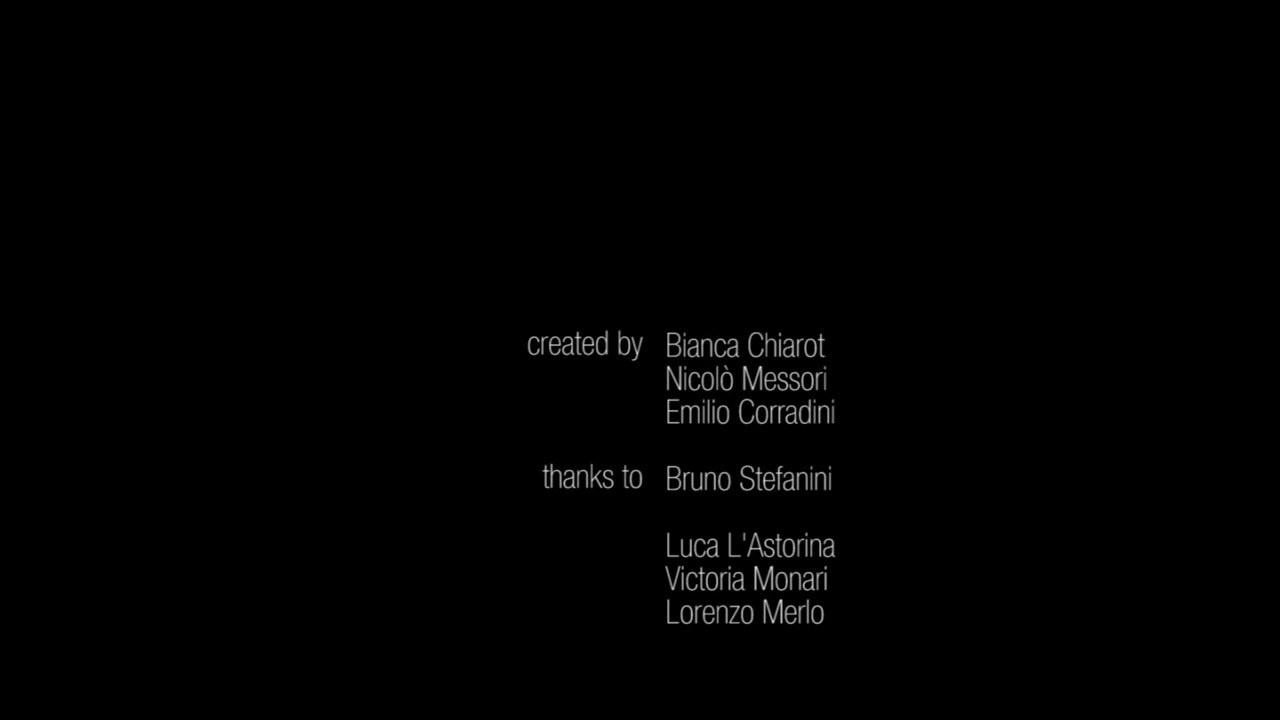 created by Bianca Chiarot
Nicolò Messori
Emilio Corradini
thanks to Bruno Stefanini
Luca L'Astorina
Victoria Monari
Lorenzo Merlo